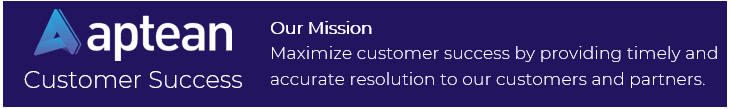 aptean
Customer Success
Our Mission
Maximize customer success by providing timely and
accurate resolution to our customers and partners.